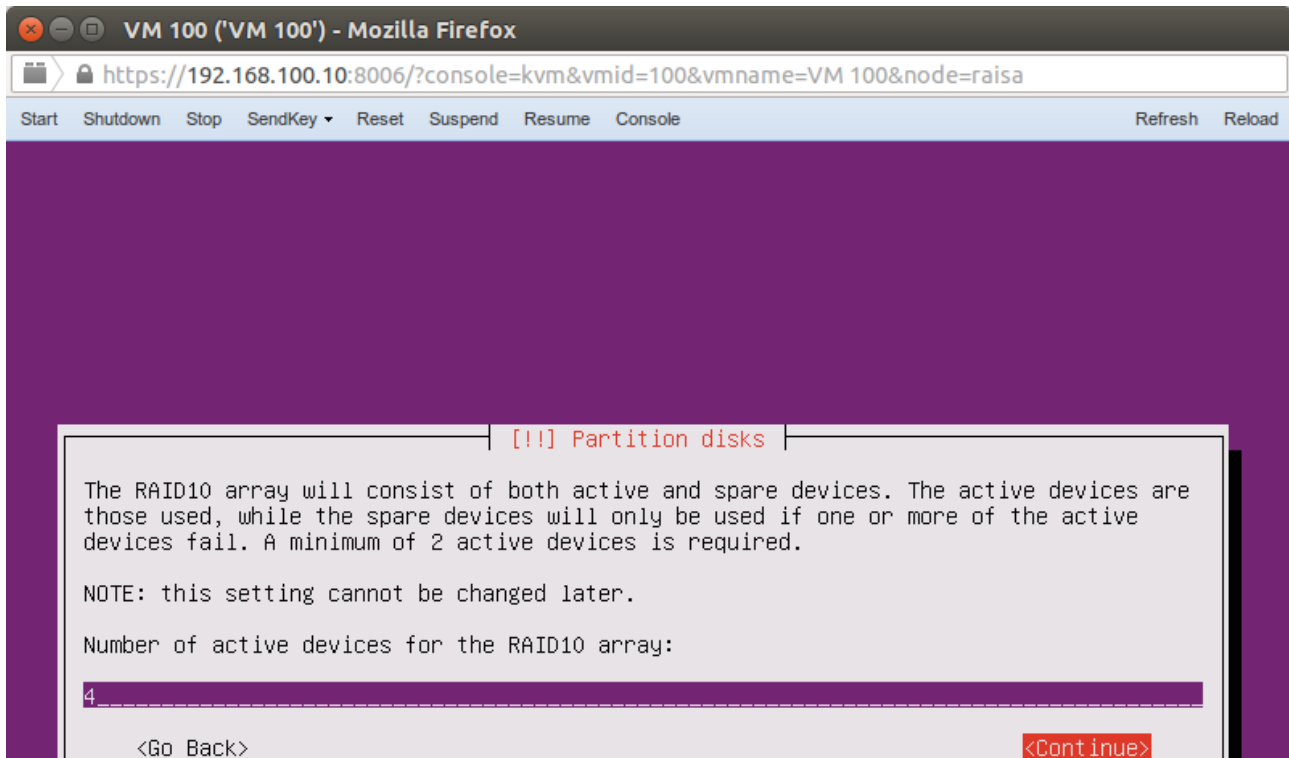 VM 100 ('VM 100') - Mozilla Firefox
https://192.168.100.10:8006/?console=kvm&vmid=100&vmname=VM 100&node=raisa
Start Shutdown Stop SendKey Reset Suspend Resume Console Refresh Reload
[!!] Partition disks
The RAID10 array will consist of both active and spare devices. The active devices are
those used, while the spare devices will only be used if one or more of the active
devices fail. A minimum of 2 active devices is required.
NOTE: this setting cannot be changed later.
Number of active devices for the RAID10 array:
4
<Go Back> <Continue>